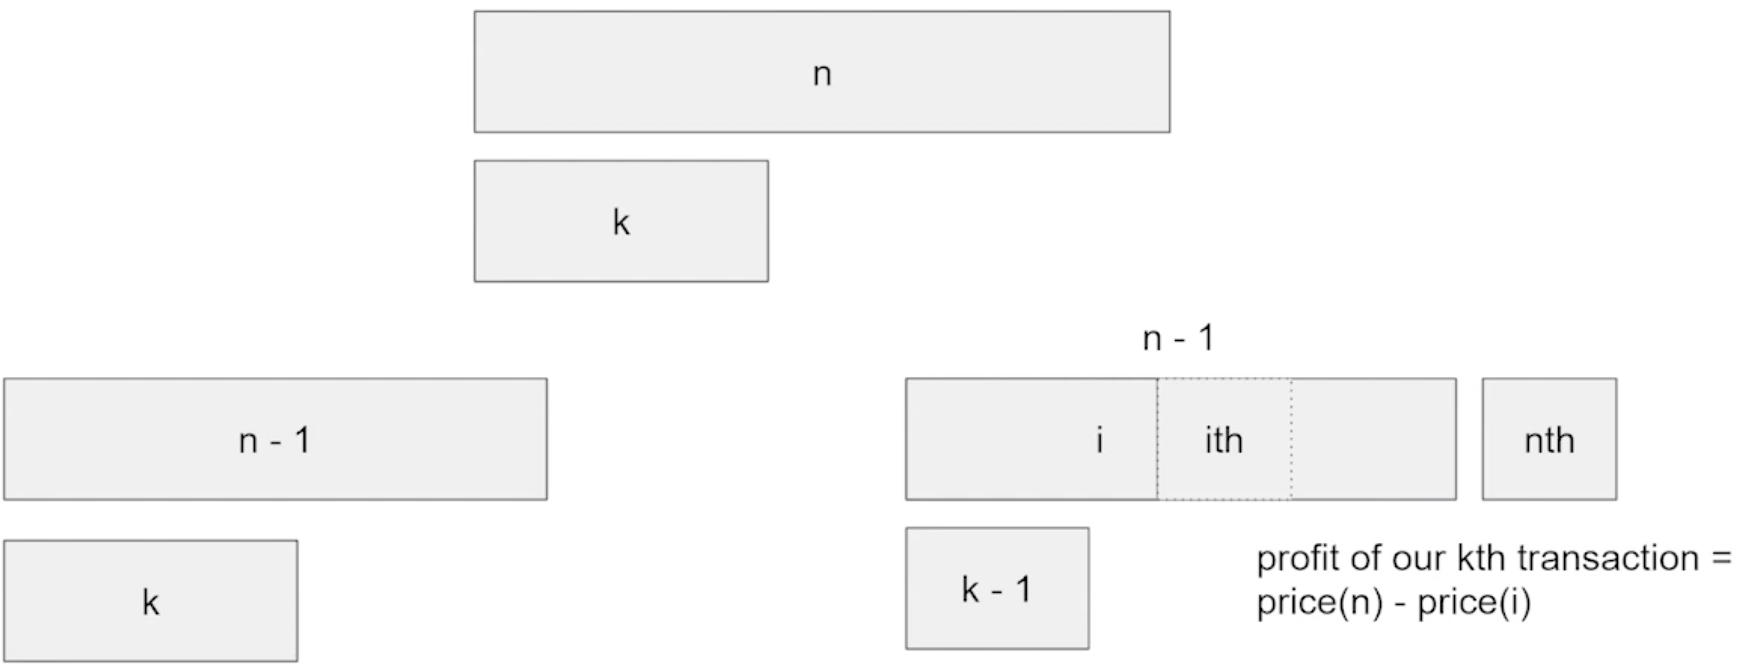 n
k
n - 1
n - 1
i
ith
nth
k
k - 1
profit of our kth transaction =
price(n) - price(i)